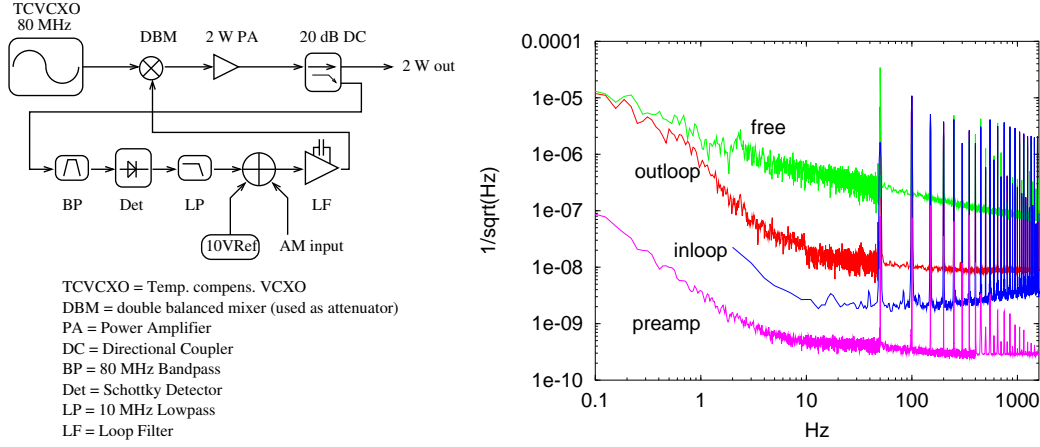 TCVCXO
80 MHz
DBM
2 W PA
20 dB DC
2 W out
BP
Det
LP
LF
10VRef
AM input
TCVCXO = Temp. compens. VCXO
DBM = double balanced mixer (used as attenuator)
PA = Power Amplifier
DC = Directional Coupler
BP = 80 MHz Bandpass
Det = Schottky Detector
LP = 10 MHz Lowpass
LF = Loop Filter
1/sqrt(Hz)
0.0001
1e-05
1e-06
1e-07
1e-08
1e-09
1e-10
free
outloop
inloop
preamp
0.1
1
10
100
1000
Hz